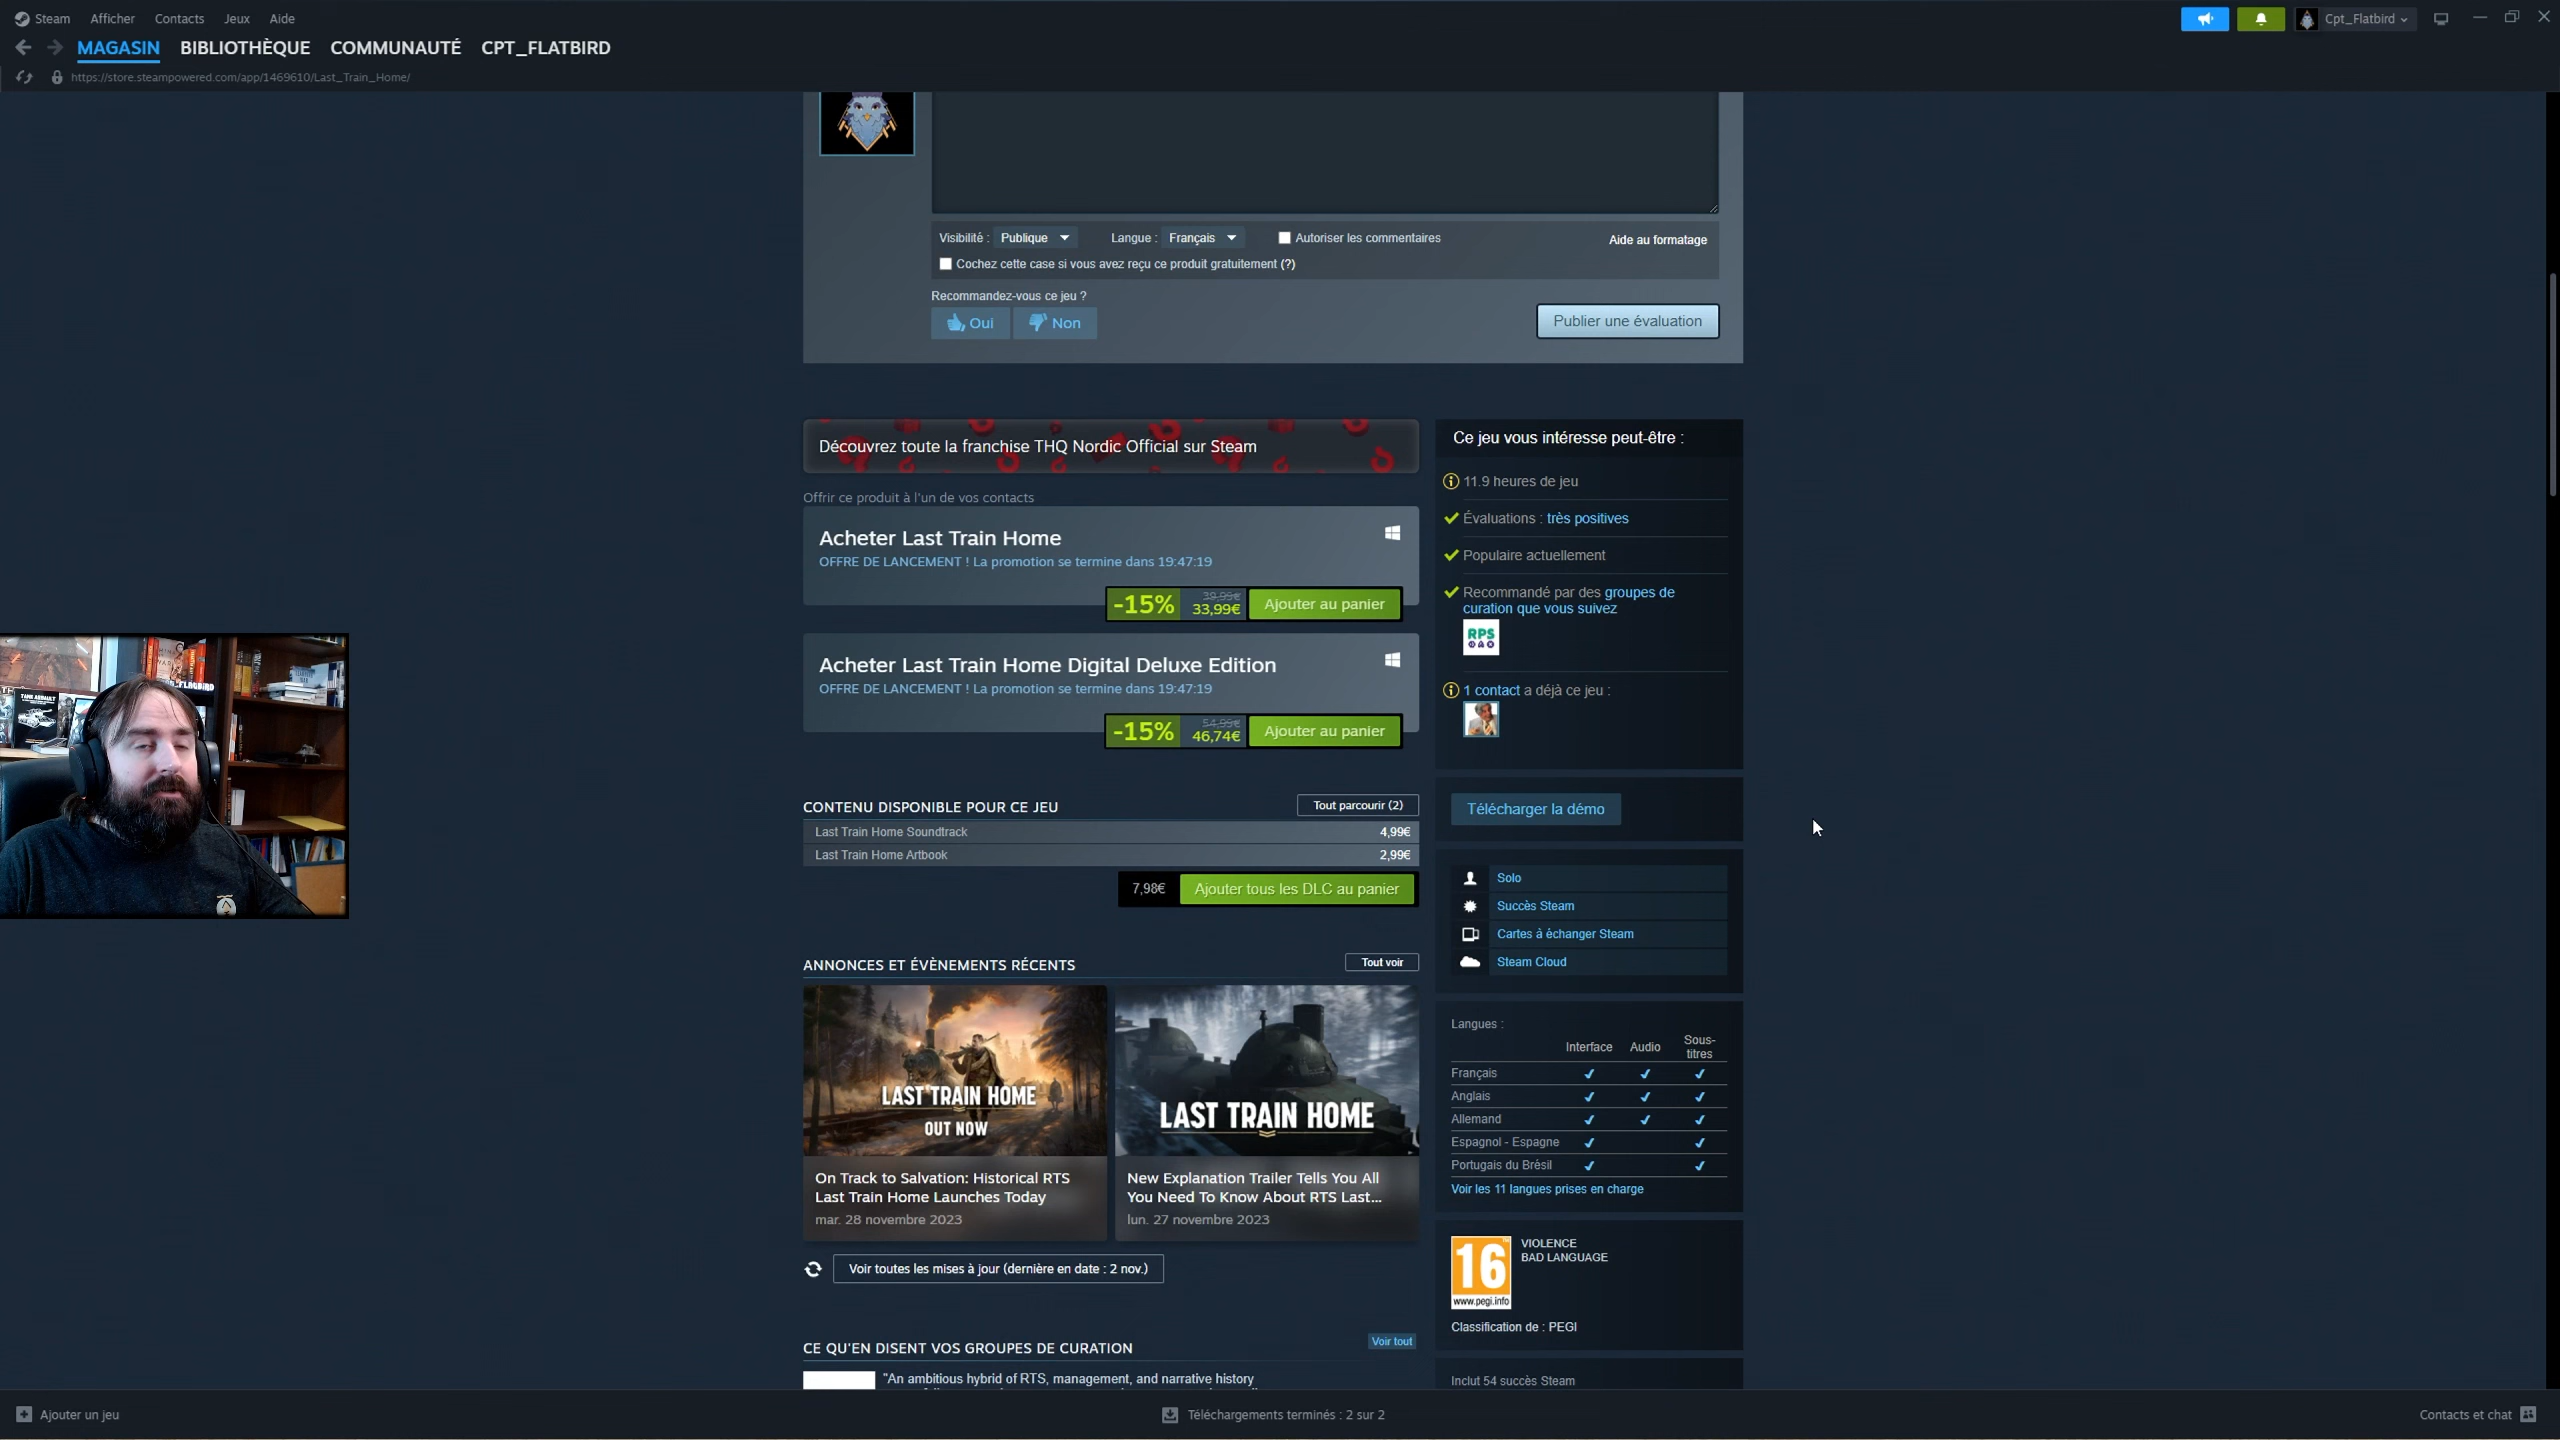 Steam Afficher Contacts Jeux Aide
Cpt_Flatbird
MAGASIN BIBLIOTHÈQUE COMMUNAUTÉ CPT_FLATBIRD
https://store.steampowered.com/app/1469610/Last_Train_Home/
Visibilité : Publique Langue : Français Autoriser les commentaires Aide au formatage
Cochez cette case si vous avez reçu ce produit gratuitement (?)
Recommandez-vous ce jeu ?
Oui Non Publier une évaluation
Découvrez toute la franchise THQ Nordic Official sur Steam
Offrir ce produit à l'un de vos contacts
Acheter Last Train Home
OFFRE DE LANCEMENT ! La promotion se termine dans 19:47:19
-15% 39,99€ 33,99€ Ajouter au panier
Acheter Last Train Home Digital Deluxe Edition
OFFRE DE LANCEMENT ! La promotion se termine dans 19:47:19
-15% 54,99€ 46,74€ Ajouter au panier
CONTENU DISPONIBLE POUR CE JEU Tout parcourir (2)
Last Train Home Soundtrack 4,99€
Last Train Home Artbook 2,99€
7,98€ Ajouter tous les DLC au panier
ANNONCES ET ÉVÈNEMENTS RÉCENTS Tout voir
LAST TRAIN HOME
OUT NOW
On Track to Salvation: Historical RTS
Last Train Home Launches Today
mar. 28 novembre 2023
LAST TRAIN HOME
New Explanation Trailer Tells You All
You Need To Know About RTS Last...
lun. 27 novembre 2023
Voir toutes les mises à jour (dernière en date : 2 nov.)
CE QU'EN DISENT VOS GROUPES DE CURATION Voir tout
"An ambitious hybrid of RTS, management, and narrative history
Ce jeu vous intéresse peut-être :
11.9 heures de jeu
Évaluations : très positives
Populaire actuellement
Recommandé par des groupes de
curation que vous suivez
RPS
1 contact a déjà ce jeu :
Télécharger la démo
Solo
Succès Steam
Cartes à échanger Steam
Steam Cloud
Langues :
Interface Audio Sous-
titres
Français
Anglais
Allemand
Espagnol - Espagne
Portugais du Brésil
Voir les 11 langues prises en charge
16
www.pegi.info
VIOLENCE
BAD LANGUAGE
Classification de : PEGI
Inclut 54 succès Steam
Ajouter un jeu
Téléchargements terminés : 2 sur 2
Contacts et chat